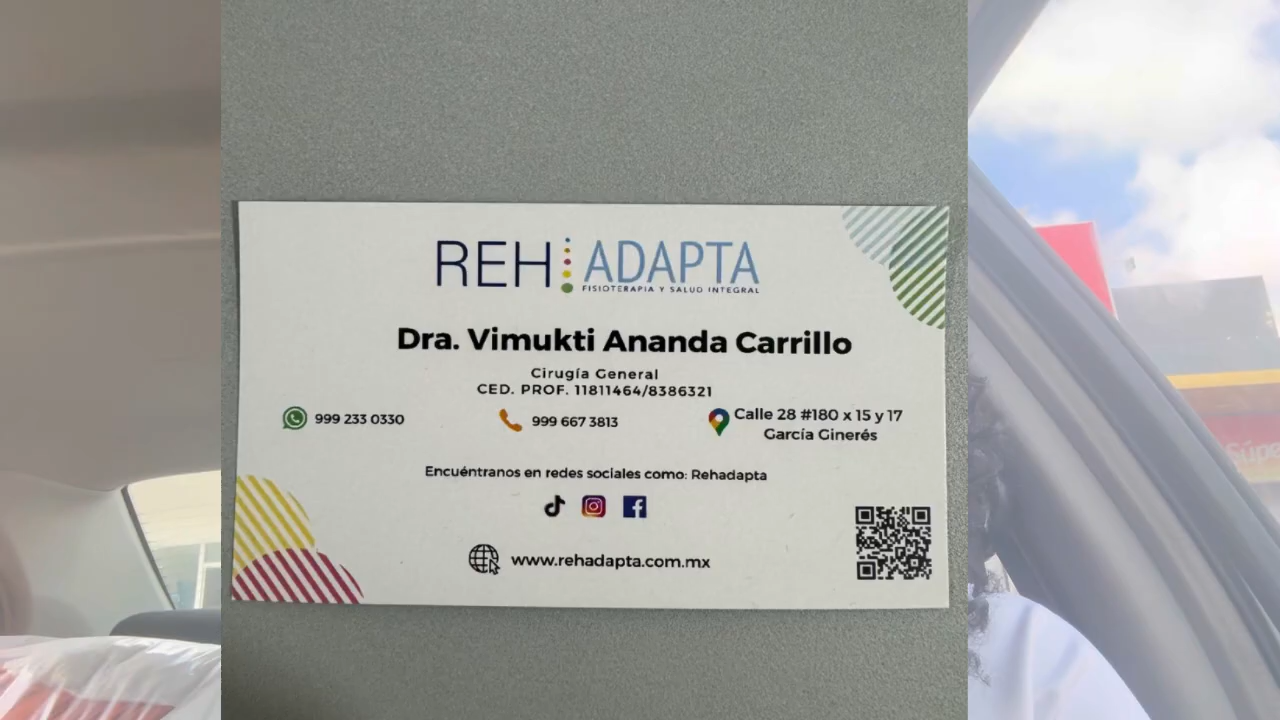 REH ADAPTA
FISIOTERAPIA Y SALUD INTEGRAL
Dra. Vimukti Ananda Carrillo
Cirugía General
CED. PROF. 11811464/8386321
999 233 0330
999 667 3813
Calle 28 #180 x 15 y 17
García Ginerés
Encuéntranos en redes sociales como: Rehadapta
www.rehadapta.com.mx
Súpe